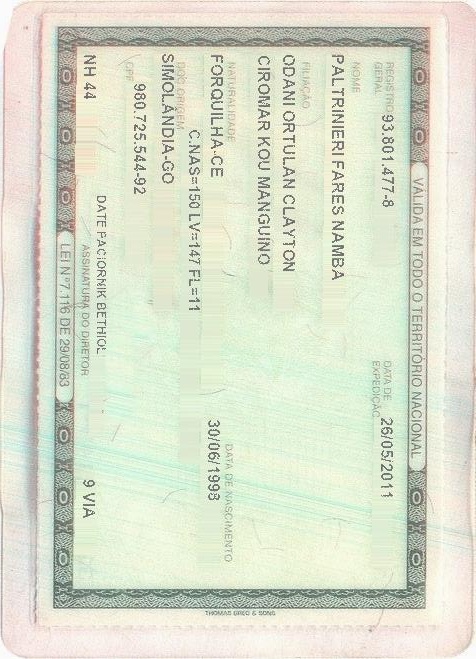 VÁLIDA EM TODO O TERRITÓRIO NACIONAL
REGISTRO GERAL 93.801.477-8 DATA DE EXPEDIÇÃO 26/05/2011
NOME
PALTRINIERI FARES NAMBA
FILIAÇÃO
ODANI ORTULAN CLAYTON
CIROMAR KOU MANGUINO
NATURALIDADE DATA DE NASCIMENTO
FORQUILHA-CE 30/06/1998
DOC ORIGEM C.NAS=150 LV=147 FL=11
SIMOLÂNDIA-GO
CPF 980.725.544-92
DATE PACIORNIK BETHIOL
NH 44 ASSINATURA DO DIRETOR 9 VIA
LEI Nº 7.116 DE 29/08/83
THOMAS GREG & SONS